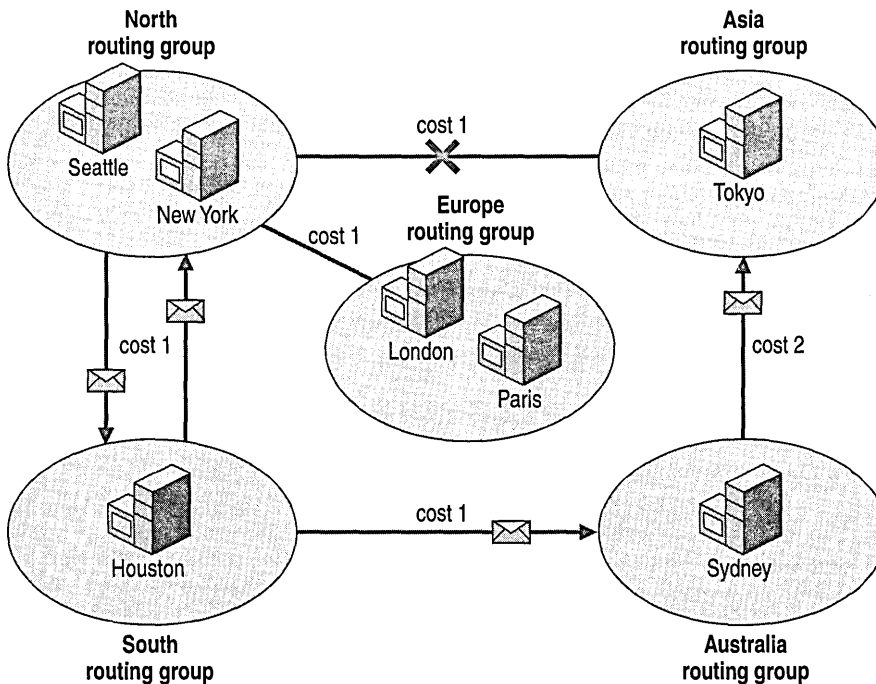 North
routing group
Asia
routing group
cost 1
Seattle
New York
Tokyo
Europe
routing group
cost 1
London
Paris
cost 1
cost 2
cost 1
Houston
Sydney
South
routing group
Australia
routing group